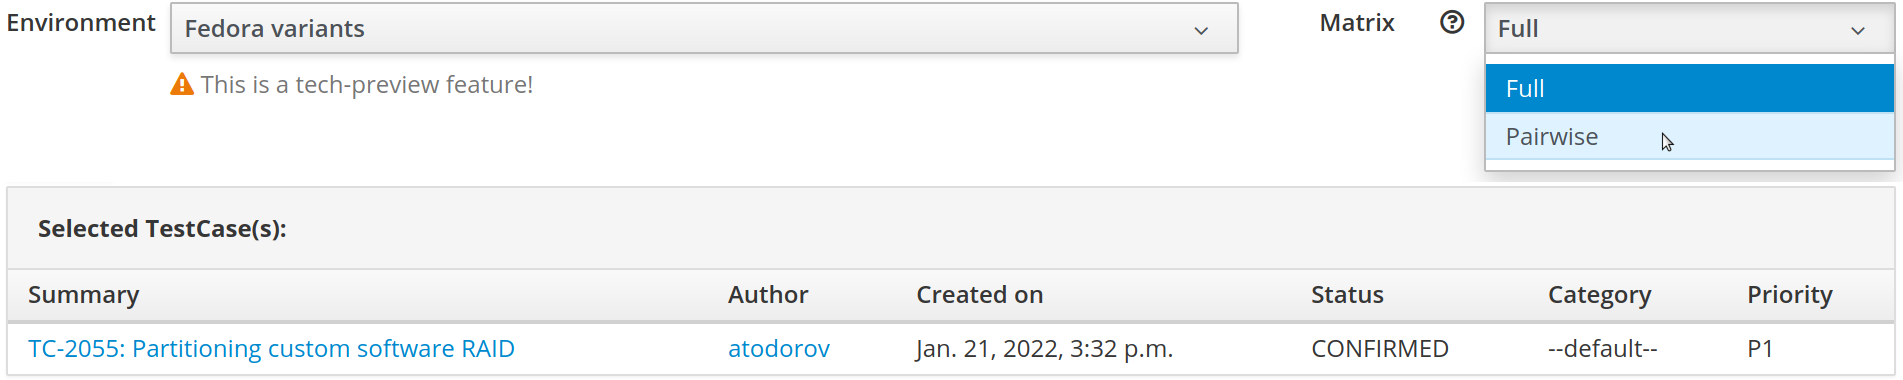 Environment Fedora variants Matrix ? Full
This is a tech-preview feature!
Full
Pairwise
Selected TestCase(s):
Summary Author Created on Status Category Priority
TC-2055: Partitioning custom software RAID atodorov Jan. 21, 2022, 3:32 p.m. CONFIRMED --default-- P1